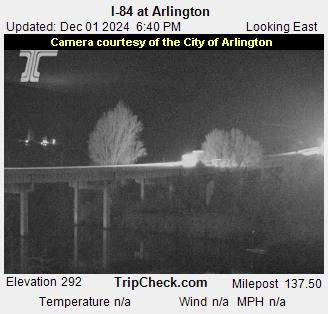 I-84 at Arlington
Updated: Dec 01 2024 6:40 PM Looking East
Camera courtesy of the City of Arlington
Elevation 292 TripCheck.com Milepost 137.50
Temperature n/a Wind n/a MPH n/a